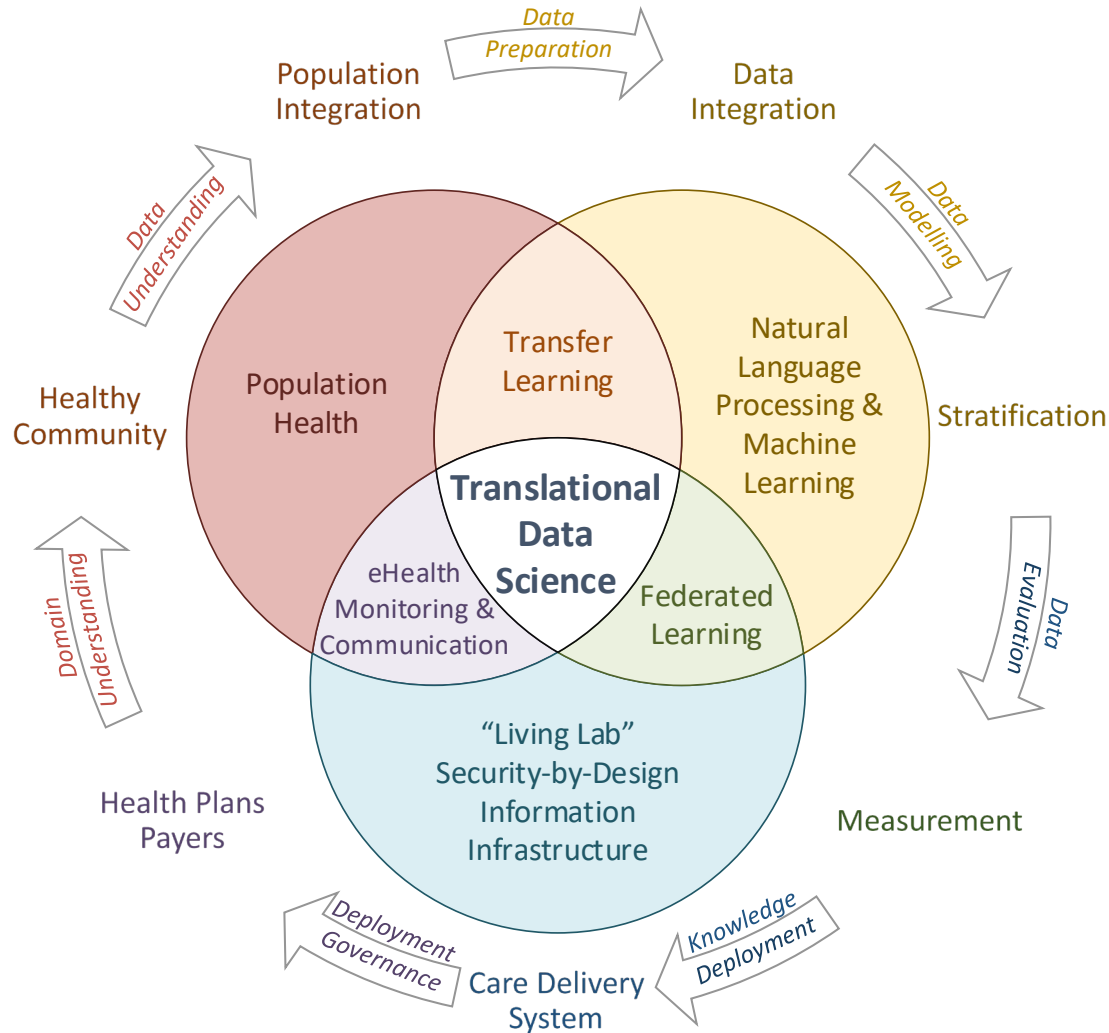 Data
Preparation
Population
Integration
Data
Integration
Data
Understanding
Data
Modelling
Transfer
Learning
Natural
Language
Processing &
Machine
Learning
Population
Health
Healthy
Community
Stratification
Translational
Data
Science
eHealth
Monitoring &
Communication
Federated
Learning
Domain
Understanding
Data
Evaluation
“Living Lab”
Security-by-Design
Information
Infrastructure
Health Plans
Payers
Measurement
Deployment
Governance
Knowledge
Deployment
Care Delivery
System